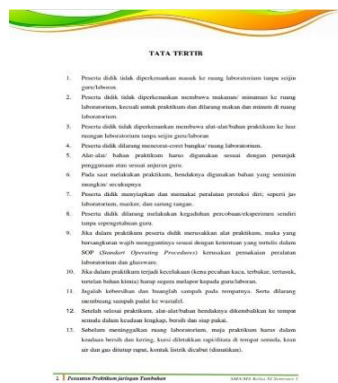 TATA TERTIB
1. Peserta didik tidak diperkenankan masuk ke ruang laboratorium tanpa seijin
guru/laboran
2. Peserta didik tidak diperkenankan membawa makanan/ minuman ke ruang
laboratorium, kecuali untuk praktikum dan dilarang makan dan minum di ruang
laboratorium.
3. Peserta didik tidak diperkenankan membawa alat-alat/bahan praktikum ke luar
ruangan laboratorium tanpa seijin guru/laboran
4. Peserta didik dilarang mencorat-coret bangku/ ruang laboratorium.
5. Alat-alat/ bahan praktikum harus digunakan sesuai dengan petunjuk
penggunaan atau sesuai anjuran guru.
6. Pada saat melakukan praktikum, hendaknya digunakan bahan yang seminim
mungkin/ secukupnya
7. Peserta didik menyiapkan dan memakai peralatan proteksi diri; seperti jas
laboratorium, masker, dan sarung tangan.
8. Peserta didik dilarang melakukan kegaduhan percobaan/eksperimen sendiri
tanpa sepengetahuan guru.
9. Jika dalam praktikum peserta didik merusakkan alat praktikum, maka yang
bersangkutan wajib menggantinya sesuai dengan ketentuan yang tertulis dalam
SOP (Standart Operating Procedures) kerusakan pemakaian peralatan
laboratorium dan glassware.
10. Jika dalam praktikum terjadi kecelakaan (kena pecahan kaca, terbakar, tertusuk,
tertelan bahan kimia) harap segera melapor kepada guru/laboran.
11. Jagalah kebersihan dan buanglah sampah pada tempatnya. Serta dilarang
membuang sampah padat ke wastafel.
12. Setelah selesai praktikum, alat-alat/bahan hendaknya dikembalikan ke tempat
semula dalam keadaan lengkap, bersih dan siap pakai.
13. Sebelum meninggalkan ruang laboratorium, meja praktikum harus dalam
keadaan bersih dan kering, kursi diletakkan rapi/ditata di tempat semula, kran
air dan gas ditutup rapat, kontak listrik dicabut (dimatikan).
Penuntun Praktikum Jaringan Tumbuhan
SMA/MA Kelas XI Semester 1